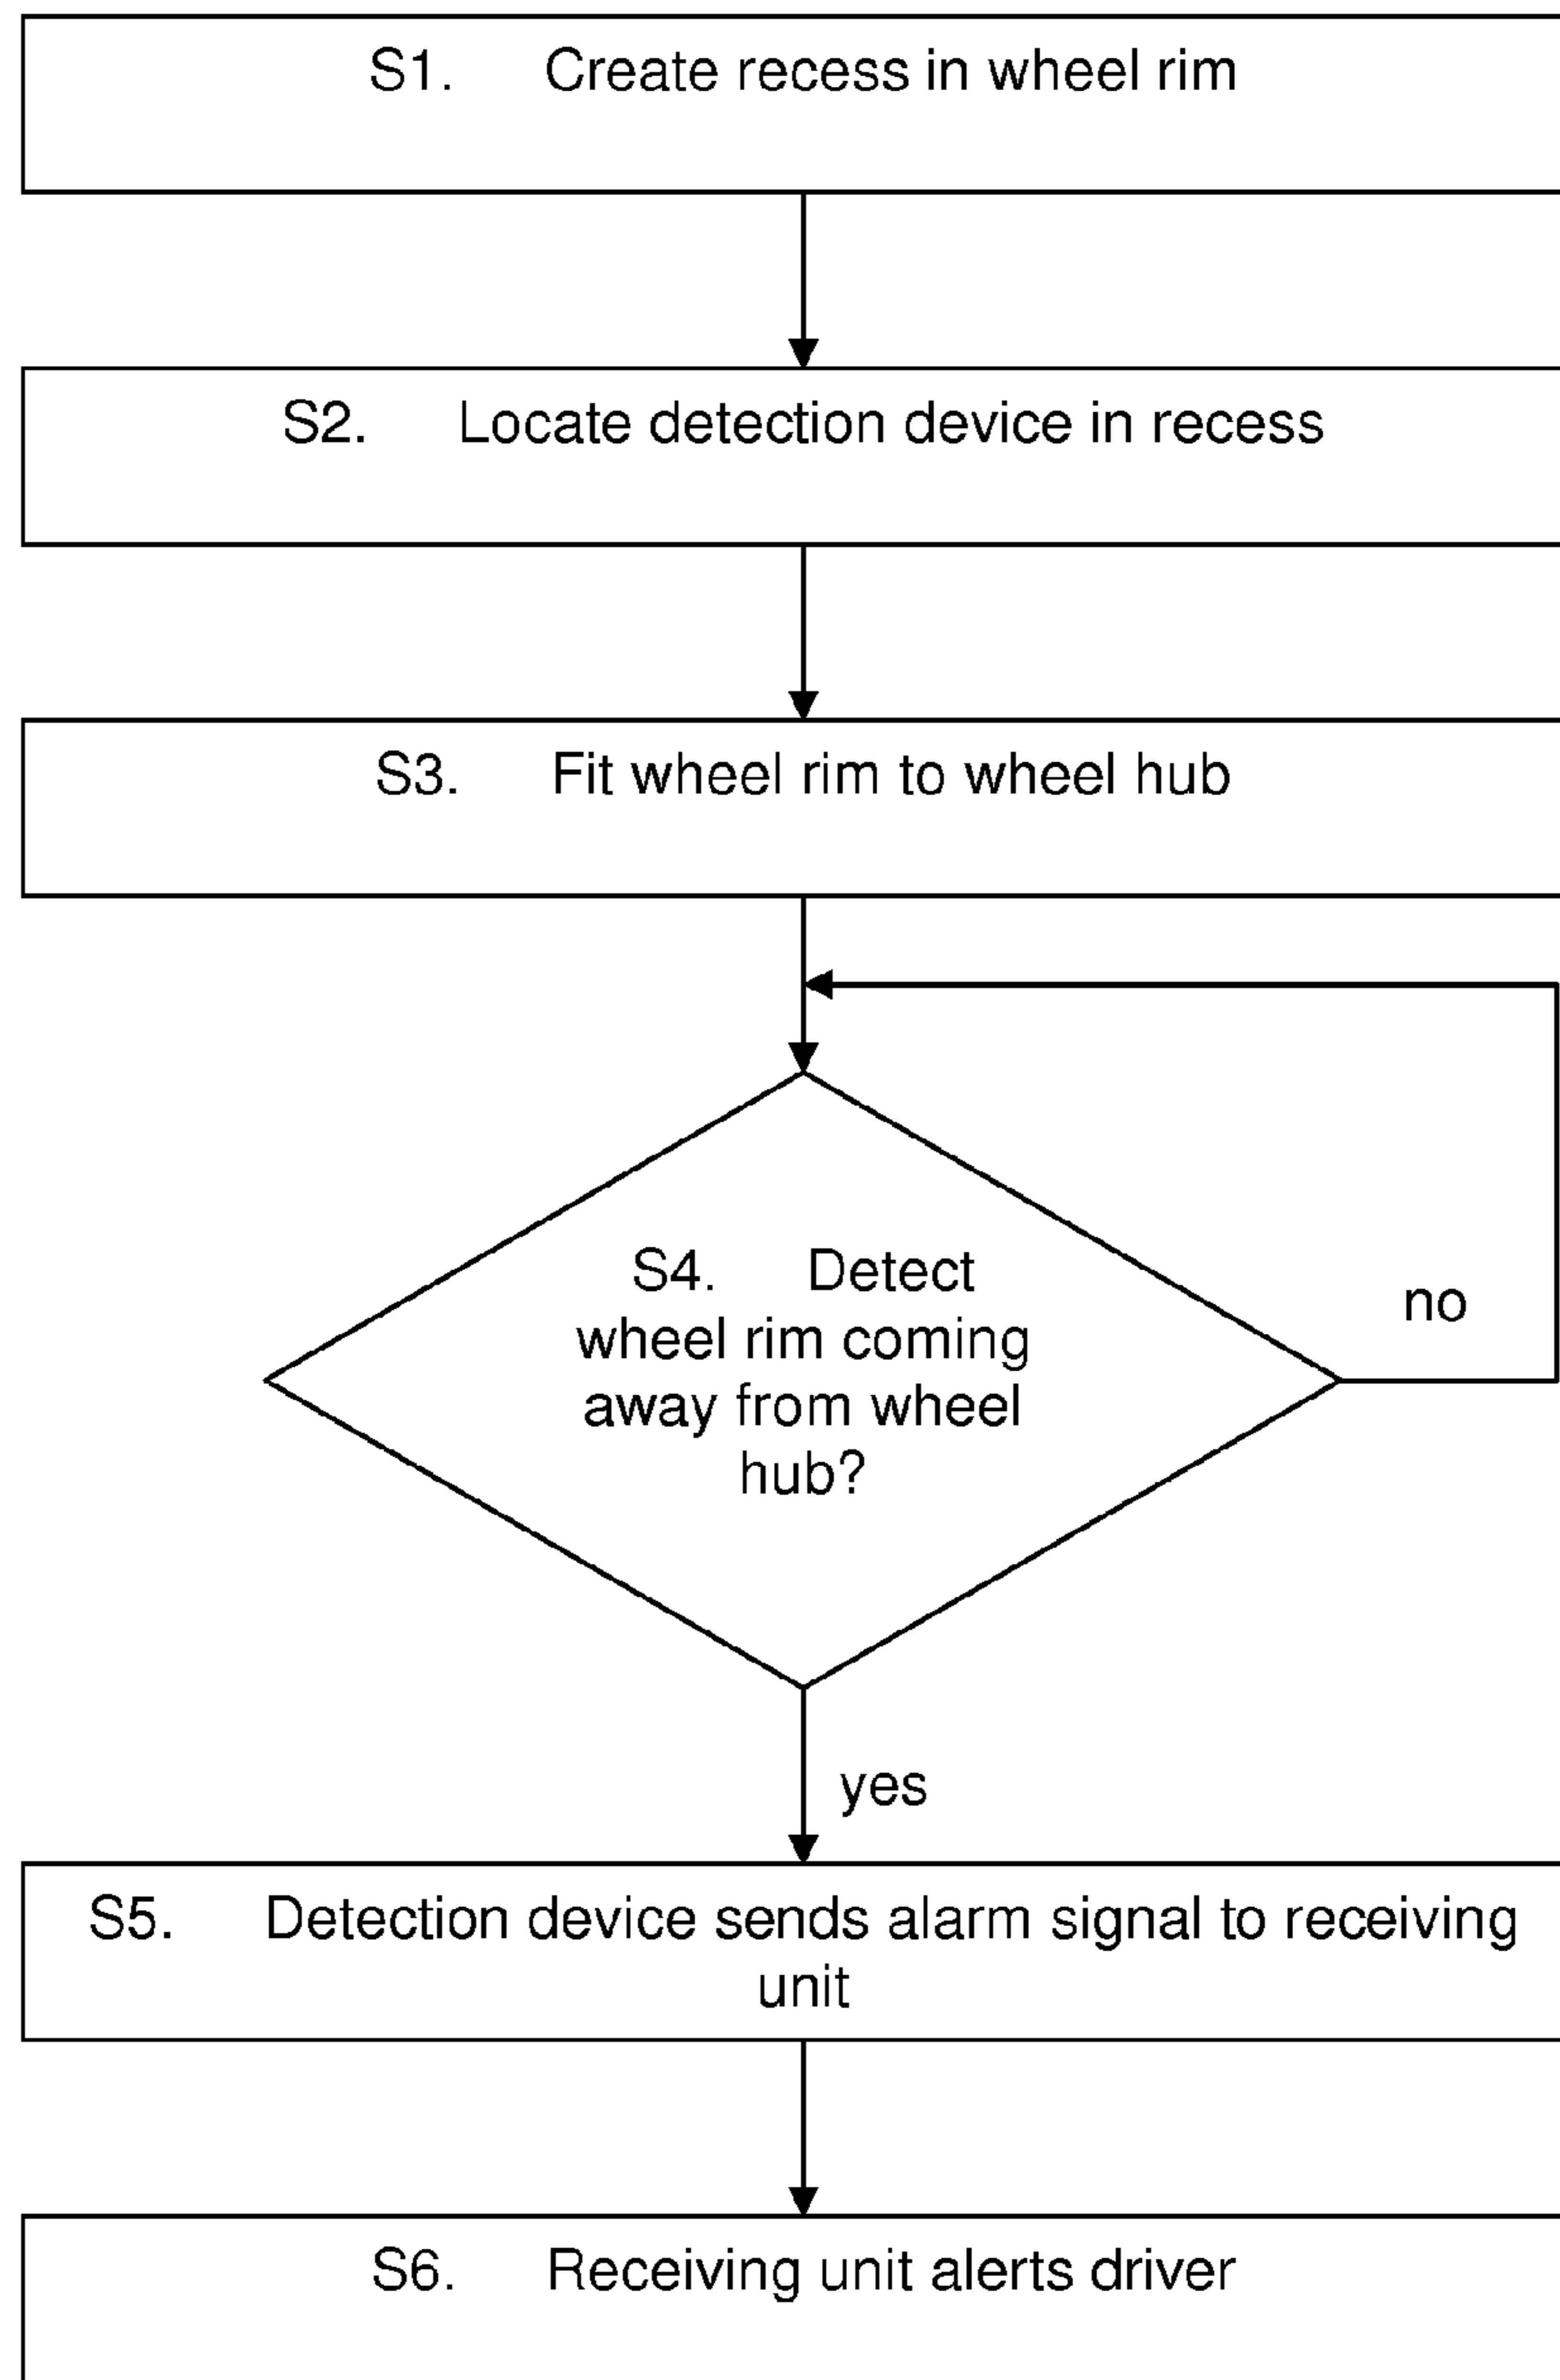 S1. Create recess in wheel rim
S2. Locate detection device in recess
S3. Fit wheel rim to wheel hub
S4. Detect
wheel rim coming
away from wheel
hub?
no
yes
S5. Detection device sends alarm signal to receiving
unit
S6. Receiving unit alerts driver